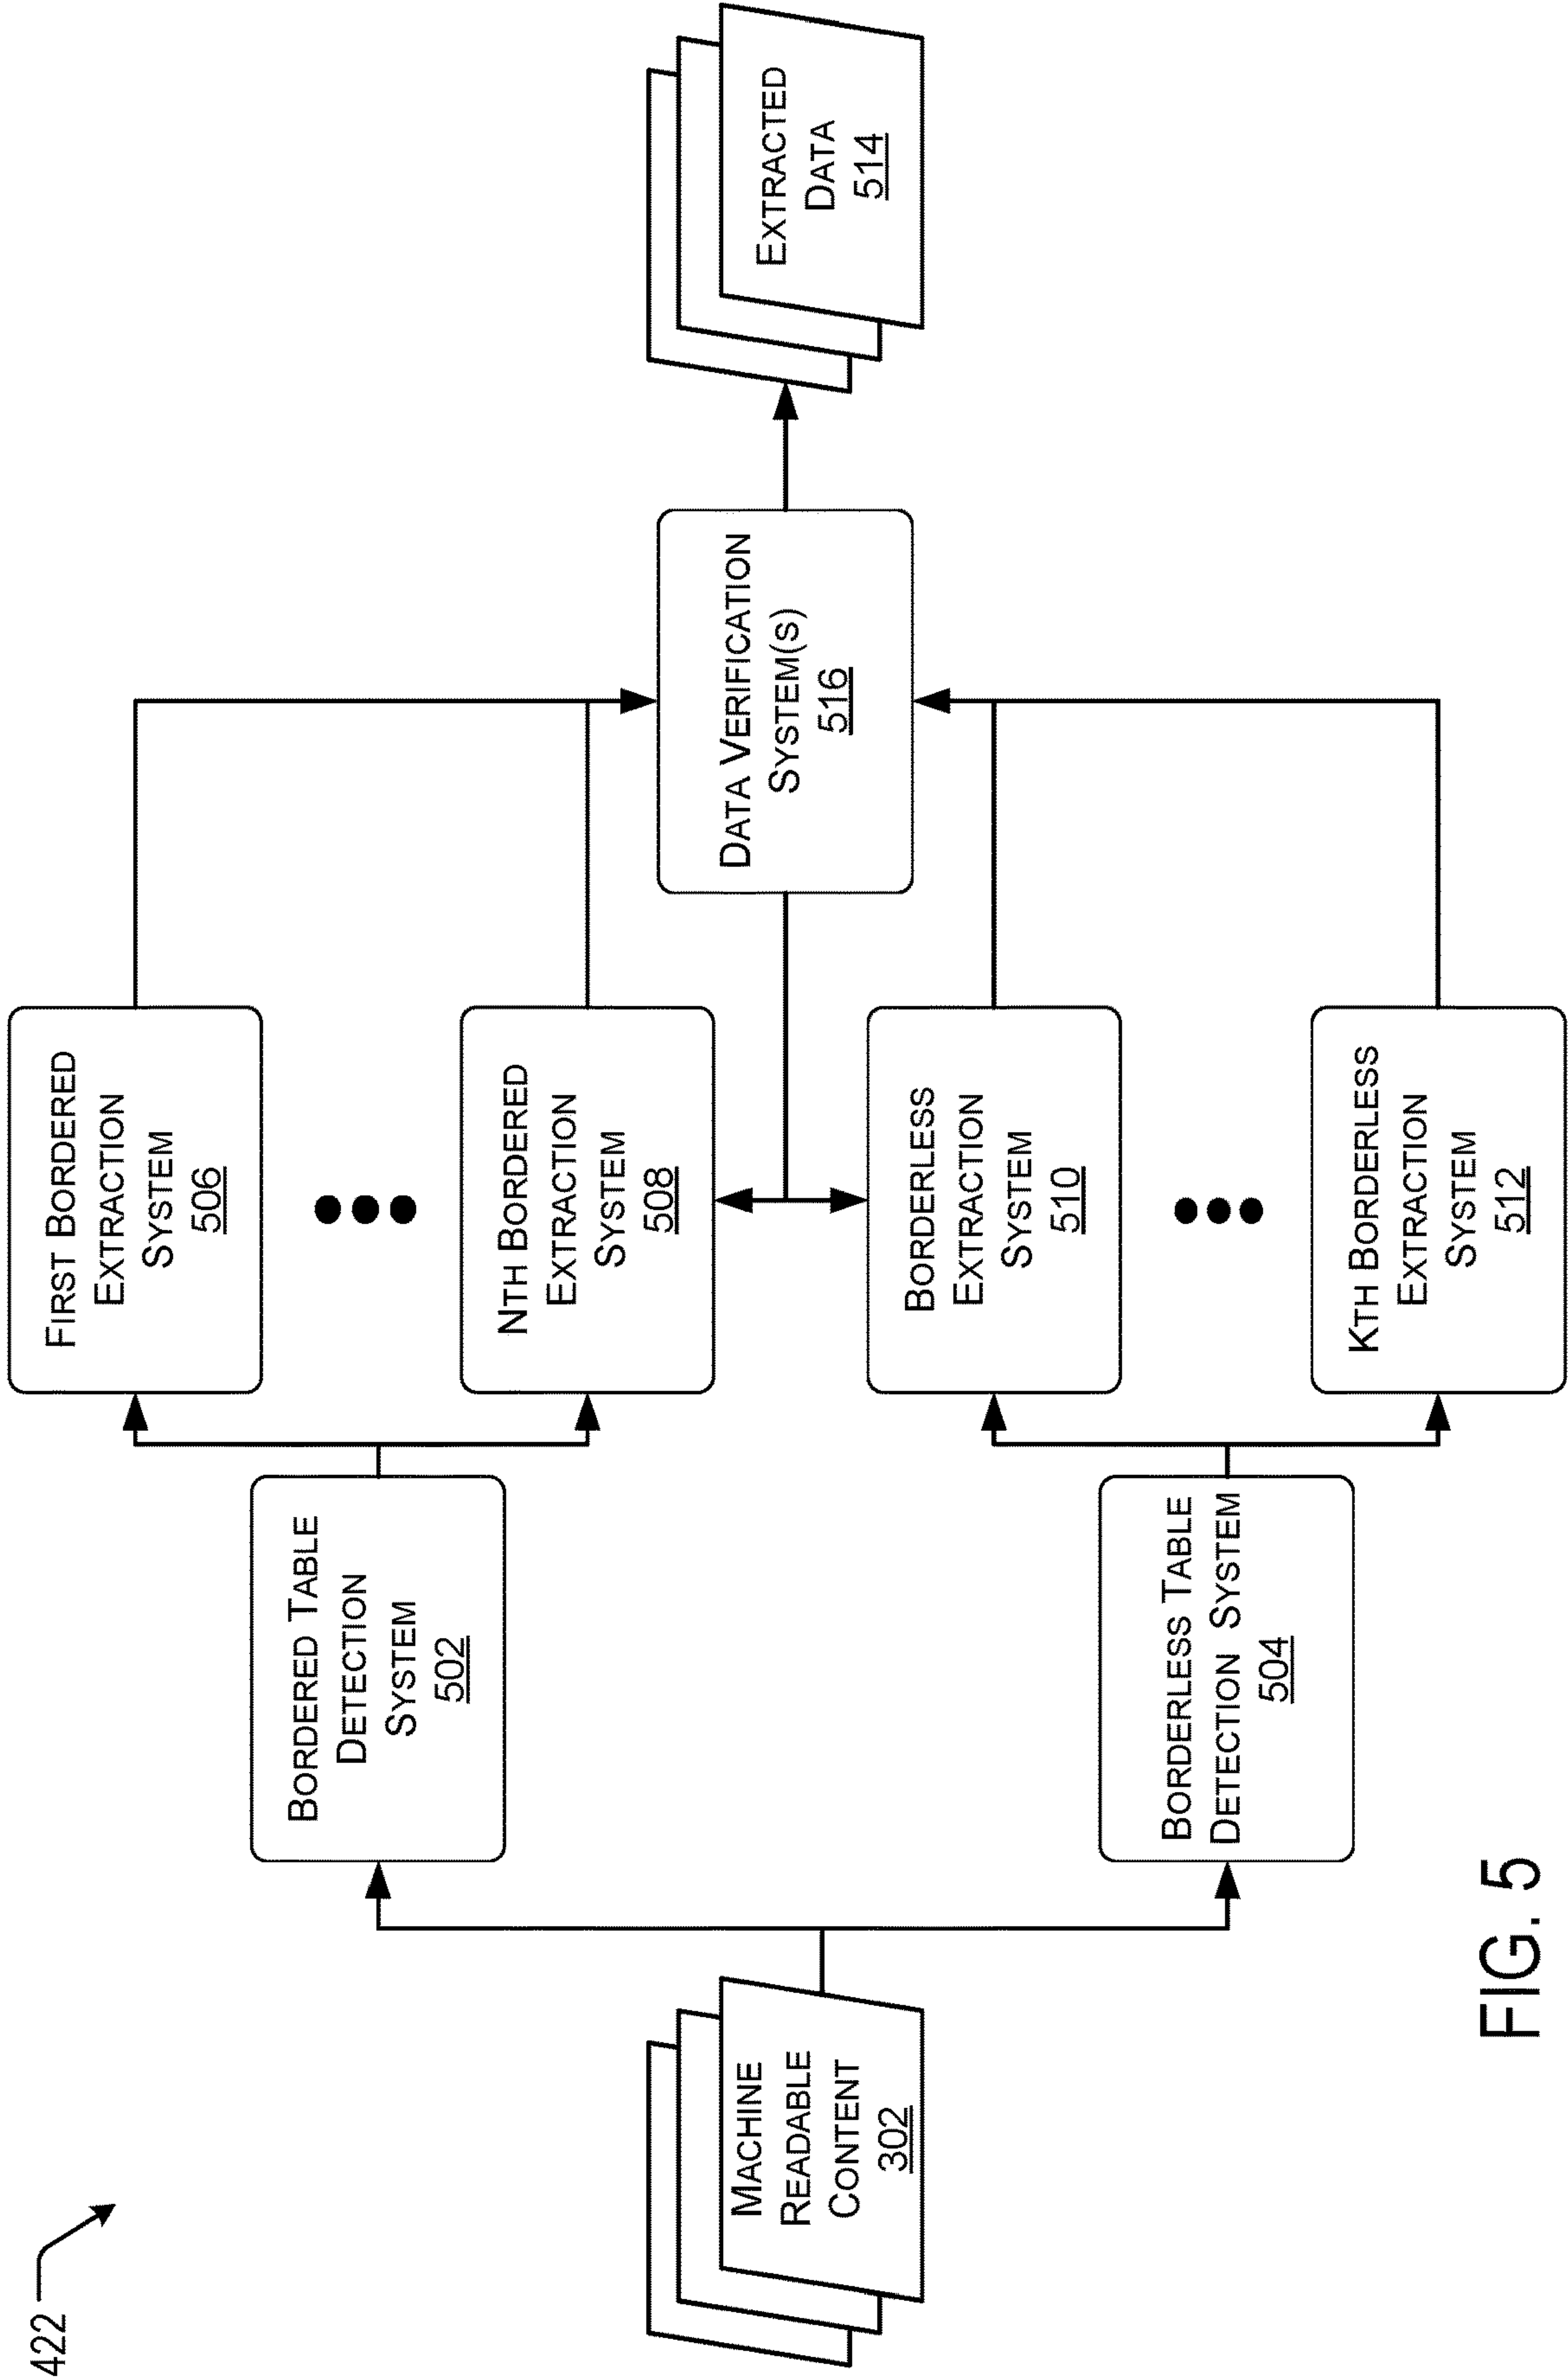 422
MACHINE
READABLE
CONTENT
302
BORDERED TABLE
DETECTION
SYSTEM
502
BORDERLESS TABLE
DETECTION SYSTEM
504
FIRST BORDERED
EXTRACTION
SYSTEM
506
NTH BORDERED
EXTRACTION
SYSTEM
508
BORDERLESS
EXTRACTION
SYSTEM
510
KTH BORDERLESS
EXTRACTION
SYSTEM
512
DATA VERIFICATION
SYSTEM(S)
516
EXTRACTED
DATA
514
FIG. 5